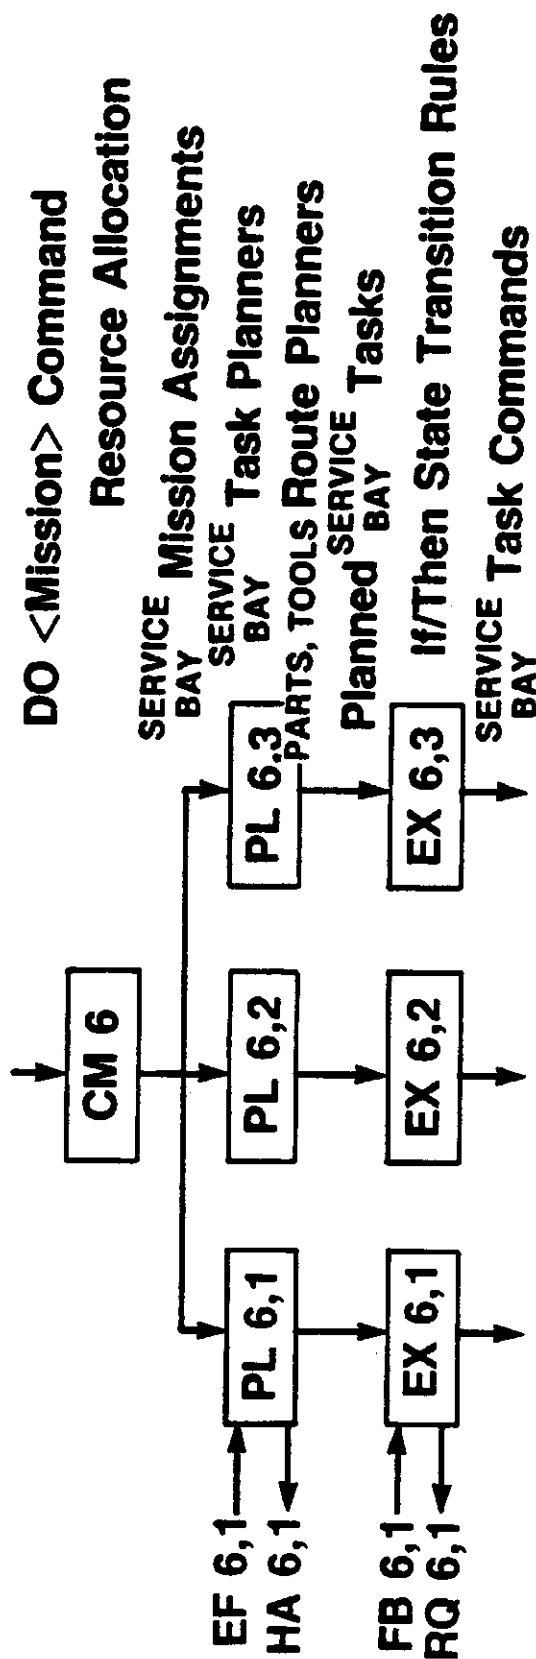 DO <Mission> Command
CM 6
Resource Allocation
SERVICE BAY Mission Assignments
EF 6,1
HA 6,1
PL 6,1
PL 6,2
PL 6.3
SERVICE BAY Task Planners
PARTS, TOOLS Route Planners
Planned SERVICE BAY Tasks
FB 6,1
RQ 6,1
EX 6,1
EX 6,2
EX 6,3
If/Then State Transition Rules
SERVICE BAY Task Commands